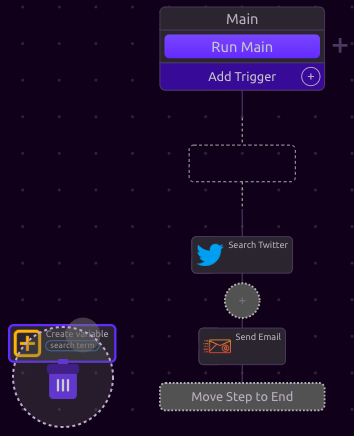 Main
Run Main
Add Trigger
Search Twitter
Create variable
search term
Send Email
Move Step to End